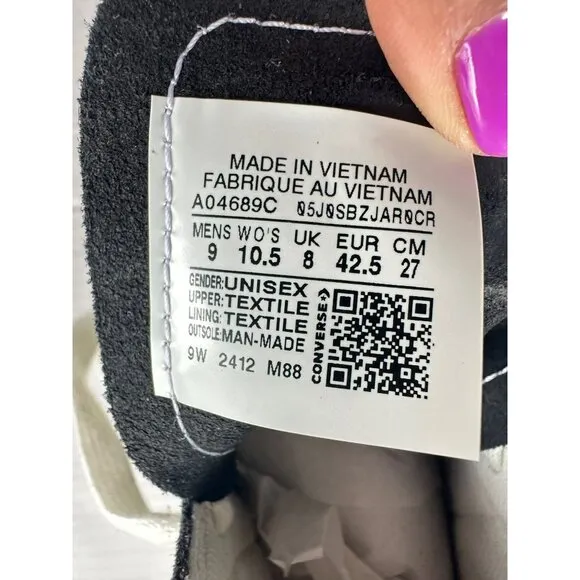 MADE IN VIETNAM
FABRIQUE AU VIETNAM
A04689C 05J0SBZJAR0CR
MENS WO'S UK EUR CM
9 10.5 8 42.5 27
GENDER: UNISEX
UPPER: TEXTILE
LINING: TEXTILE
OUTSOLE: MAN-MADE
9W 2412 M88
CONVERSE